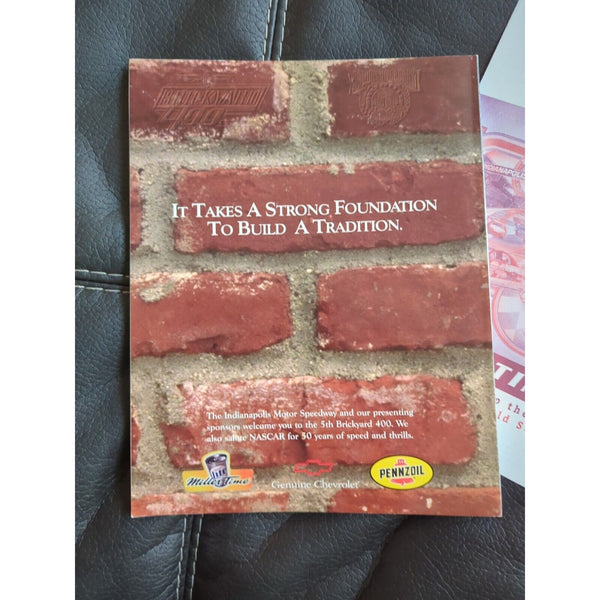 BRICKYARD
400
IT TAKES A STRONG FOUNDATION
TO BUILD A TRADITION.
The Indianapolis Motor Speedway and our presenting
sponsors welcome you to the 5th Brickyard 400. We
also salute NASCAR for 50 years of speed and thrills.
Miller Time
Genuine Chevrolet
PENNZOIL
INDIANAPOLIS